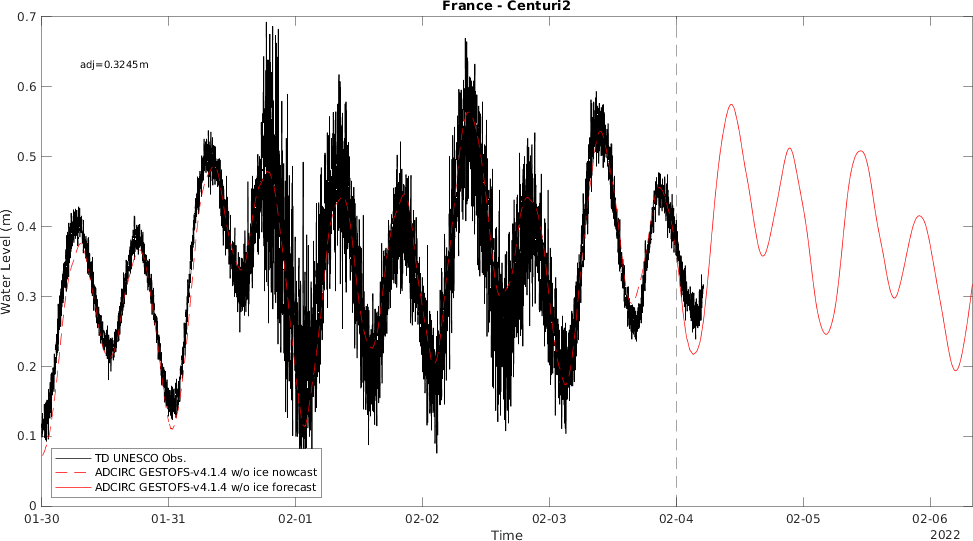 France - Centuri2
adj=0.3245m
0.7
0.6
0.5
0.4
0.3
0.2
0.1
0
Water Level (m)
TD UNESCO Obs.
ADCIRC GESTOFS-v4.1.4 w/o ice nowcast
ADCIRC GESTOFS-v4.1.4 w/o ice forecast
01-30 01-31 02-01 02-02 02-03 02-04 02-05 02-06
Time
2022